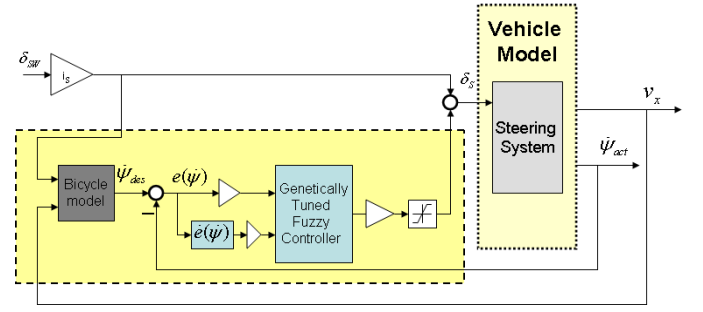 Vehicle
Model
δ_SW
i_S
δ_S
v_x
Steering
System
ψ̇_act
Bicycle
model
ψ̇_des
e(ψ̇)
−
ė(ψ̇)
Genetically
Tuned
Fuzzy
Controller